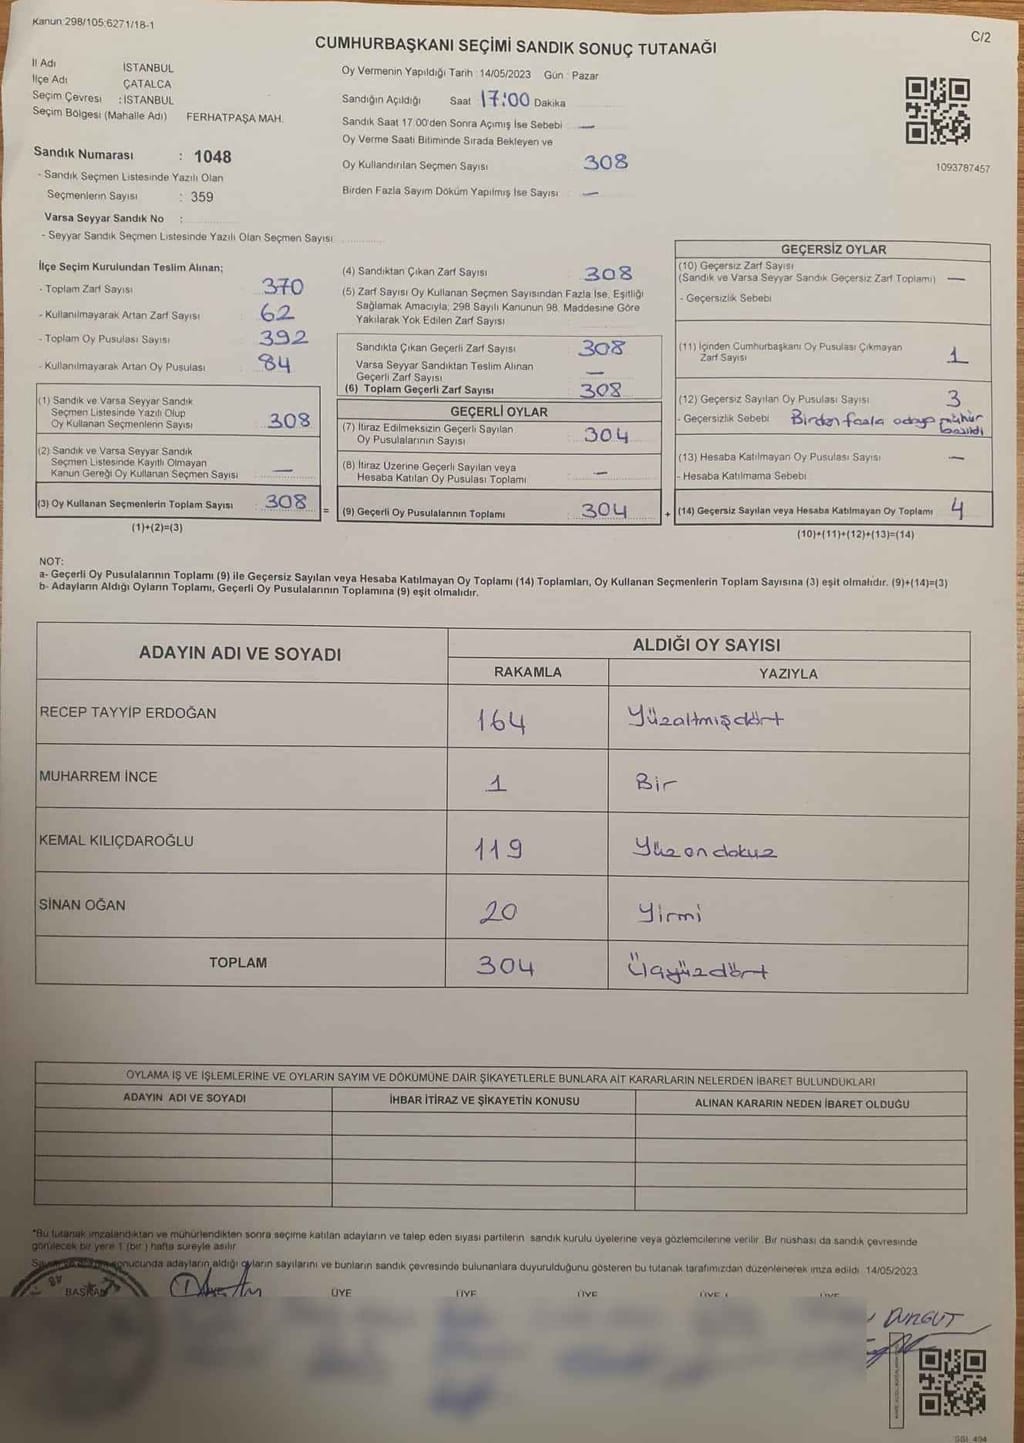 Kanun 298/105:6271/18-1
C/2
CUMHURBAŞKANI SEÇİMİ SANDIK SONUÇ TUTANAĞI
İl Adı İSTANBUL
İlçe Adı ÇATALCA
Seçim Çevresi : İSTANBUL
Seçim Bölgesi (Mahalle Adı) FERHATPAŞA MAH.
Sandık Numarası : 1048
- Sandık Seçmen Listesinde Yazılı Olan
Seçmenlerin Sayısı : 359
Varsa Seyyar Sandık No :
- Seyyar Sandık Seçmen Listesinde Yazılı Olan Seçmen Sayısı
Oy Vermenin Yapıldığı Tarih : 14/05/2023 Gün : Pazar
Sandığın Açıldığı Saat 17:00 Dakika
Sandık Saat 17.00'den Sonra Açımış İse Sebebi —
Oy Verme Saati Bitiminde Sırada Bekleyen ve
Oy Kullandırılan Seçmen Sayısı 308
Birden Fazla Sayım Döküm Yapılmış İse Sayısı —
1093787457
İlçe Seçim Kurulundan Teslim Alınan;
- Toplam Zarf Sayısı 370
- Kullanılmayarak Artan Zarf Sayısı 62
- Toplam Oy Pusulası Sayısı 392
- Kullanılmayarak Artan Oy Pusulası 84
(1) Sandık ve Varsa Seyyar Sandık
Seçmen Listesinde Yazılı Olup
Oy Kullanan Seçmenlerin Sayısı 308
(2) Sandık ve Varsa Seyyar Sandık
Seçmen Listesinde Kayıtlı Olmayan
Kanun Gereği Oy Kullanan Seçmen Sayısı —
(3) Oy Kullanan Seçmenlerin Toplam Sayısı 308
(1)+(2)=(3)
(4) Sandıktan Çıkan Zarf Sayısı 308
(5) Zarf Sayısı Oy Kullanan Seçmen Sayısından Fazla İse, Eşitliği
Sağlamak Amacıyla, 298 Sayılı Kanunun 98. Maddesine Göre
Yakılarak Yok Edilen Zarf Sayısı
Sandıkta Çıkan Geçerli Zarf Sayısı 308
Varsa Seyyar Sandıktan Teslim Alınan
Geçerli Zarf Sayısı —
(6) Toplam Geçerli Zarf Sayısı 308
GEÇERLİ OYLAR
(7) İtiraz Edilmeksizin Geçerli Sayılan
Oy Pusulalarının Sayısı 304
(8) İtiraz Üzerine Geçerli Sayılan veya
Hesaba Katılan Oy Pusulası Toplamı —
= (9) Geçerli Oy Pusulalarının Toplamı 304
GEÇERSİZ OYLAR
(10) Geçersiz Zarf Sayısı
(Sandık ve Varsa Seyyar Sandık Geçersiz Zarf Toplamı) —
- Geçersizlik Sebebi
(11) İçinden Cumhurbaşkanı Oy Pusulası Çıkmayan
Zarf Sayısı 1
(12) Geçersiz Sayılan Oy Pusulası Sayısı 3
- Geçersizlik Sebebi Birden fazla adaya mühür
basıldı
(13) Hesaba Katılmayan Oy Pusulası Sayısı —
- Hesaba Katılmama Sebebi
+ (14) Geçersiz Sayılan veya Hesaba Katılmayan Oy Toplamı 4
(10)+(11)+(12)+(13)=(14)
NOT:
a- Geçerli Oy Pusulalarının Toplamı (9) ile Geçersiz Sayılan veya Hesaba Katılmayan Oy Toplamı (14) Toplamları, Oy Kullanan Seçmenlerin Toplam Sayısına (3) eşit olmalıdır. (9)+(14)=(3)
b- Adayların Aldığı Oyların Toplamı, Geçerli Oy Pusulalarının Toplamına (9) eşit olmalıdır.
ADAYIN ADI VE SOYADI ALDIĞI OY SAYISI
RAKAMLA YAZIYLA
RECEP TAYYİP ERDOĞAN 164 Yüzaltmışdört
MUHARREM İNCE 1 Bir
KEMAL KILIÇDAROĞLU 119 Yüzondokuz
SİNAN OĞAN 20 Yirmi
TOPLAM 304 Üçyüzdört
OYLAMA İŞ VE İŞLEMLERİNE VE OYLARIN SAYIM VE DÖKÜMÜNE DAİR ŞİKAYETLERLE BUNLARA AİT KARARLARIN NELERDEN İBARET BULUNDUKLARI
ADAYIN ADI VE SOYADI İHBAR İTİRAZ VE ŞİKAYETİN KONUSU ALINAN KARARIN NEDEN İBARET OLDUĞU
*Bu tutanak imzalandıktan ve mühürlendikten sonra seçime katılan adayların ve talep eden siyasi partilerin sandık kurulu üyelerine veya gözlemcilerine verilir. Bir nüshası da sandık çevresinde
görülecek bir yere 1 (bir ) hafta süreyle asılır.
sonucunda adayların aldığı oyların sayılarını ve bunların sandık çevresinde bulunanlara duyurulduğunu gösteren bu tutanak tarafımızdan düzenlenerek imza edildi. 14/05/2023
BAŞKAN ÜYE ÜYE ÜYE ÜYE ÜYE